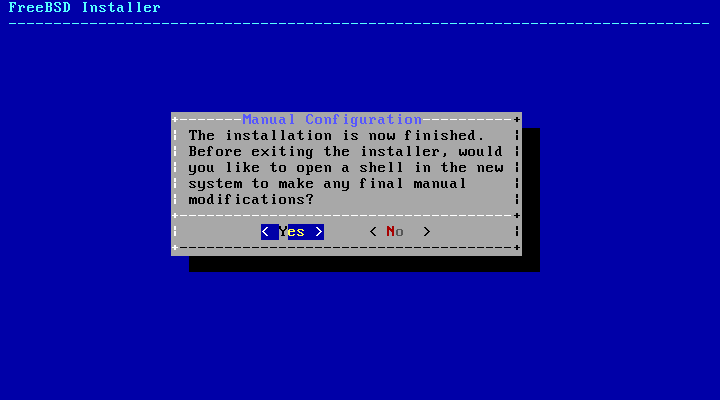 FreeBSD Installer
Manual Configuration
The installation is now finished.
Before exiting the installer, would
you like to open a shell in the new
system to make any final manual
modifications?
< Yes > < No >